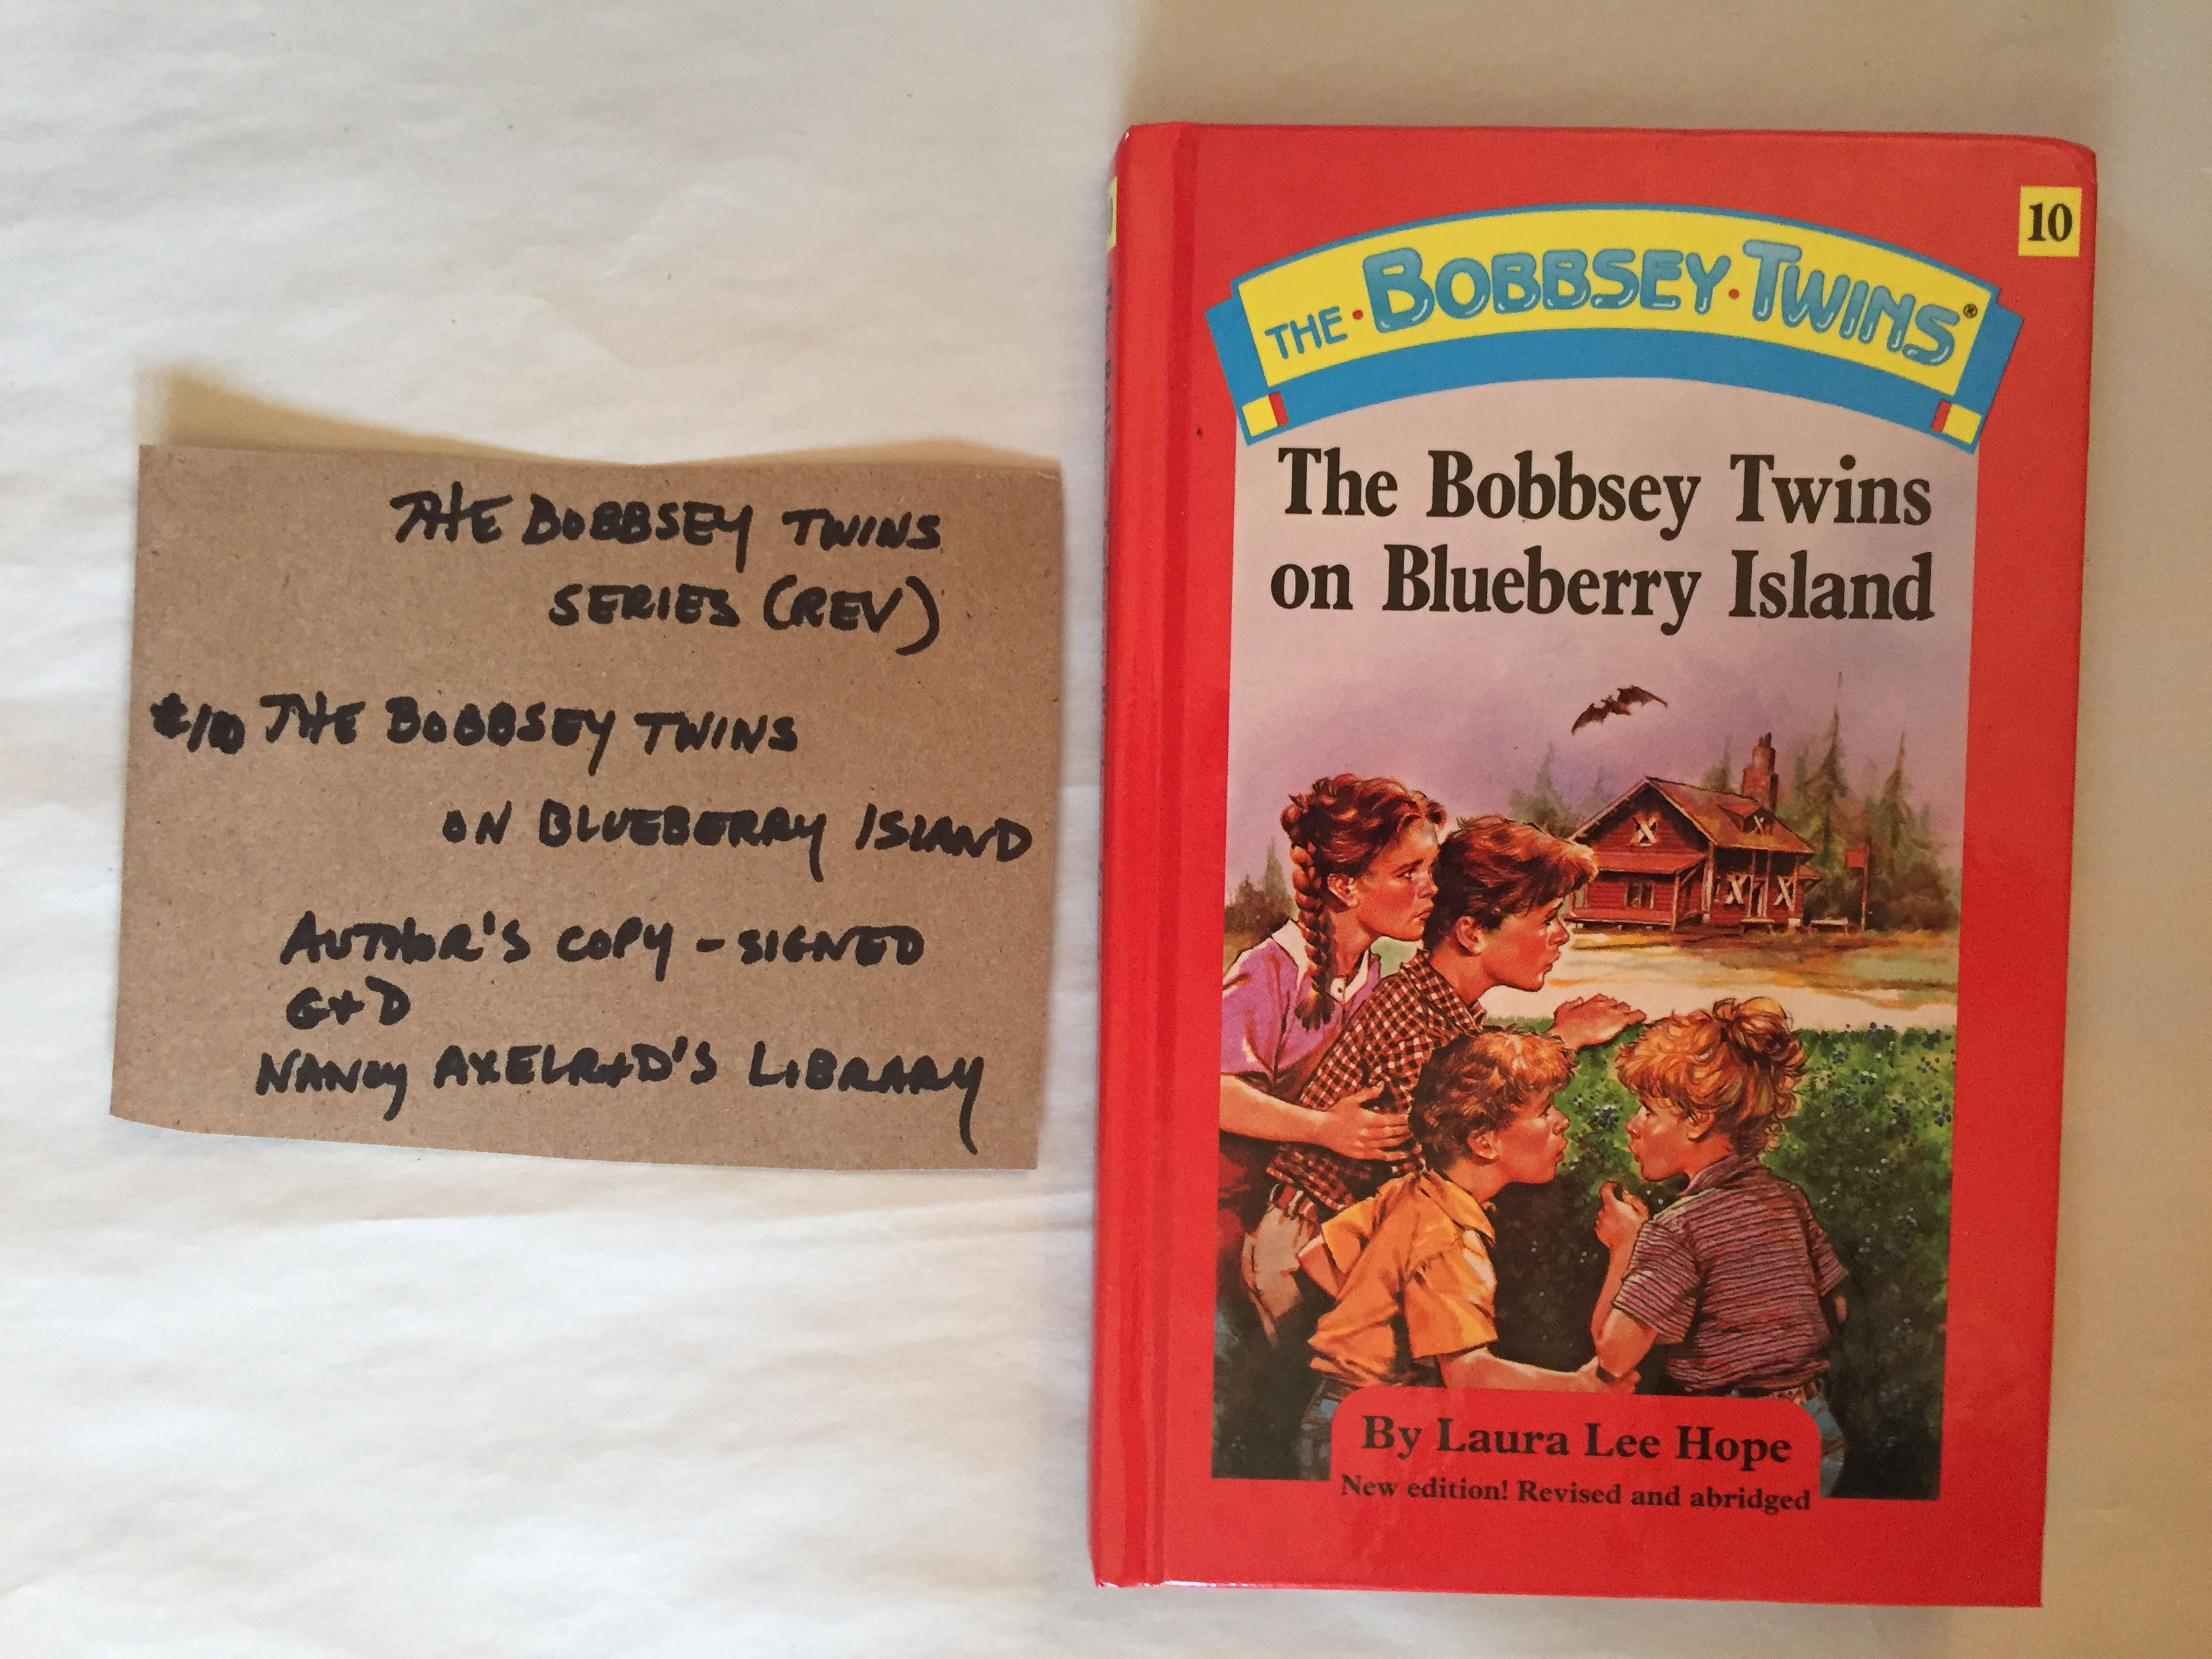 THE BOBBSEY TWINS
SERIES (REV)
#10 THE BOBBSEY TWINS
ON BLUEBERRY ISLAND
AUTHOR'S COPY - SIGNED
G+D
NANCY AXELRAD'S LIBRARY
10
THE • BOBBSEY • TWINS®
The Bobbsey Twins
on Blueberry Island
By Laura Lee Hope
New edition! Revised and abridged